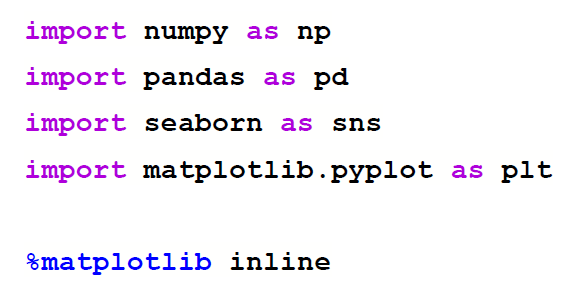 import numpy as np
import pandas as pd
import seaborn as sns
import matplotlib.pyplot as plt
%matplotlib inline